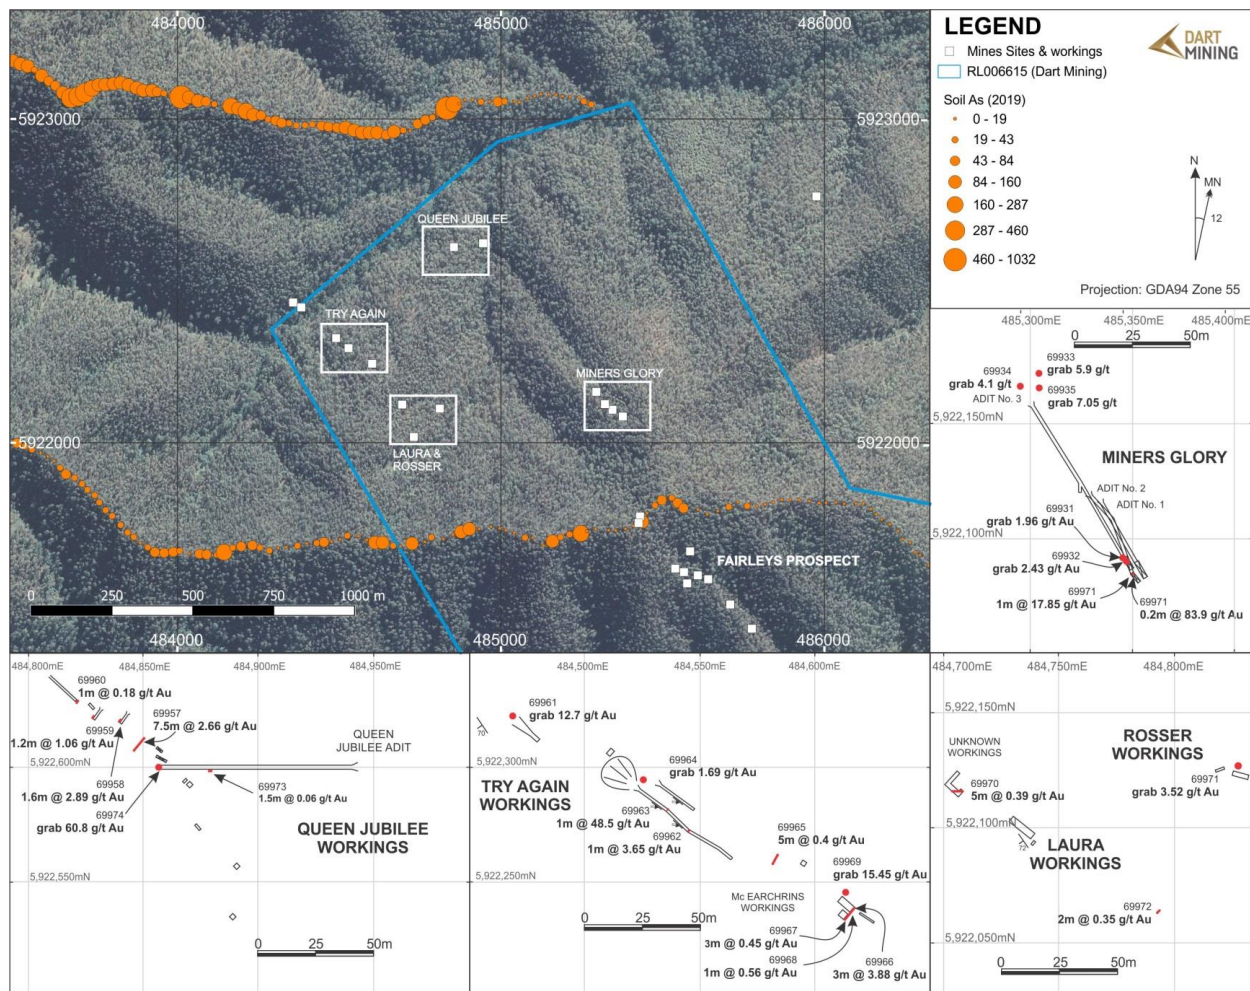 484000
485000
486000
5923000
5923000
QUEEN JUBILEE
TRY AGAIN
MINERS GLORY
5922000
5922000
LAURA &
ROSSER
FAIRLEYS PROSPECT
0
250
500
750
1000 m
484000
485000
486000
LEGEND
DART
MINING
Mines Sites & workings
RL006615 (Dart Mining)
Soil As (2019)
0 - 19
19 - 43
43 - 84
84 - 160
160 - 287
287 - 460
460 - 1032
N
MN
12
Projection: GDA94 Zone 55
485,300mE
485,350mE
485,400mE
0
25
50m
69933
grab 5.9 g/t
69934
grab 4.1 g/t
69935
grab 7.05 g/t
ADIT No. 3
5,922,150mN
MINERS GLORY
ADIT No. 2
ADIT No. 1
69931
grab 1.96 g/t Au
5,922,100mN
69932
grab 2.43 g/t Au
69971
1m @ 17.85 g/t Au
69971
0.2m @ 83.9 g/t Au
484,800mE
484,850mE
484,900mE
484,950mE
69960
1m @ 0.18 g/t Au
69957
7.5m @ 2.66 g/t Au
69959
1.2m @ 1.06 g/t Au
QUEEN
JUBILEE ADIT
5,922,600mN
69958
1.6m @ 2.89 g/t Au
69973
1.5m @ 0.06 g/t Au
69974
grab 60.8 g/t Au
QUEEN JUBILEE
WORKINGS
5,922,550mN
0
25
50m
484,500mE
484,550mE
484,600mE
69961
grab 12.7 g/t Au
70
5,922,300mN
69964
grab 1.69 g/t Au
TRY AGAIN
WORKINGS
69963
1m @ 48.5 g/t Au
69962
1m @ 3.65 g/t Au
69965
5m @ 0.4 g/t Au
69969
grab 15.45 g/t Au
5,922,250mN
Mc EARCHRINS
WORKINGS
69967
3m @ 0.45 g/t Au
69968
1m @ 0.56 g/t Au
69966
3m @ 3.88 g/t Au
0
25
50m
484,700mE
484,750mE
484,800mE
5,922,150mN
UNKNOWN
WORKINGS
ROSSER
WORKINGS
69970
5m @ 0.39 g/t Au
69971
grab 3.52 g/t Au
5,922,100mN
72
LAURA
WORKINGS
69972
2m @ 0.35 g/t Au
5,922,050mN
0
25
50m